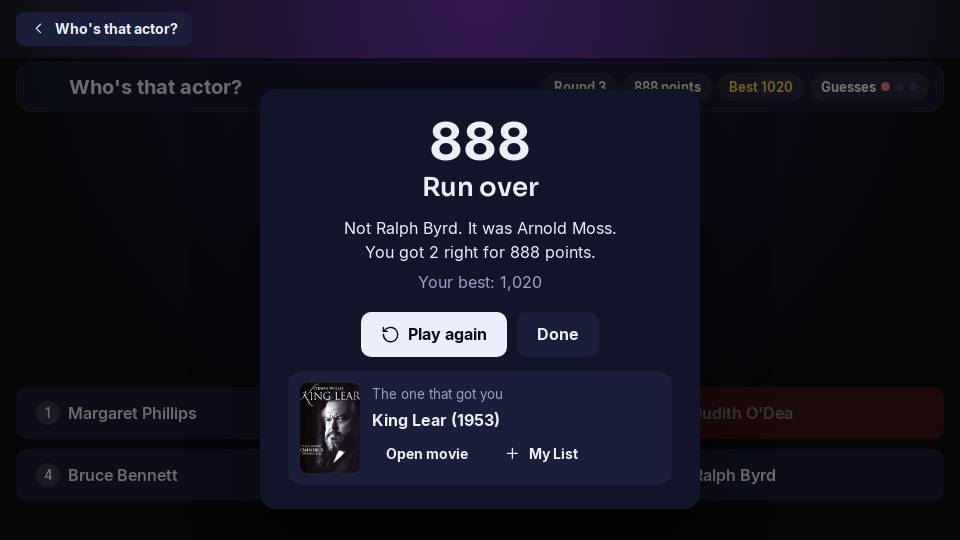 Who's that actor?
Who's that actor?
Round 3
888 points
Best 1020
Guesses
888
Run over
Not Ralph Byrd. It was Arnold Moss.
You got 2 right for 888 points.
Your best: 1,020
Play again
Done
The one that got you
King Lear (1953)
Open movie
My List
ORSON WELLES
KING LEAR
OMNIBUS
1 Margaret Phillips
Judith O'Dea
4 Bruce Bennett
Ralph Byrd